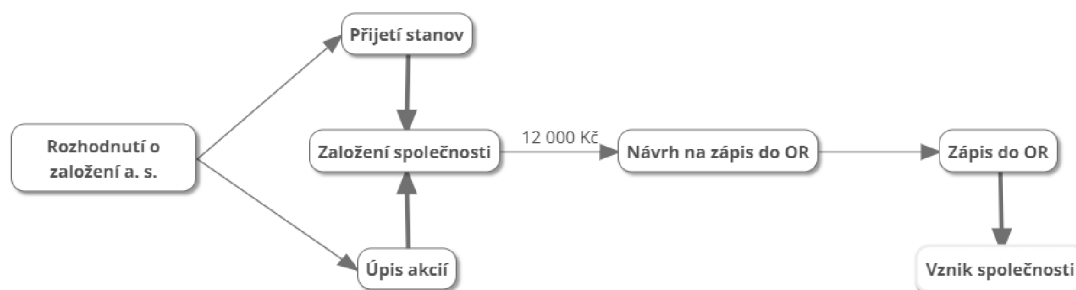 Přijetí stanov
Rozhodnutí o
založení a. s.
Založení společnosti
12 000 Kč
Návrh na zápis do OR
Zápis do OR
Úpis akcií
Vznik společnosti